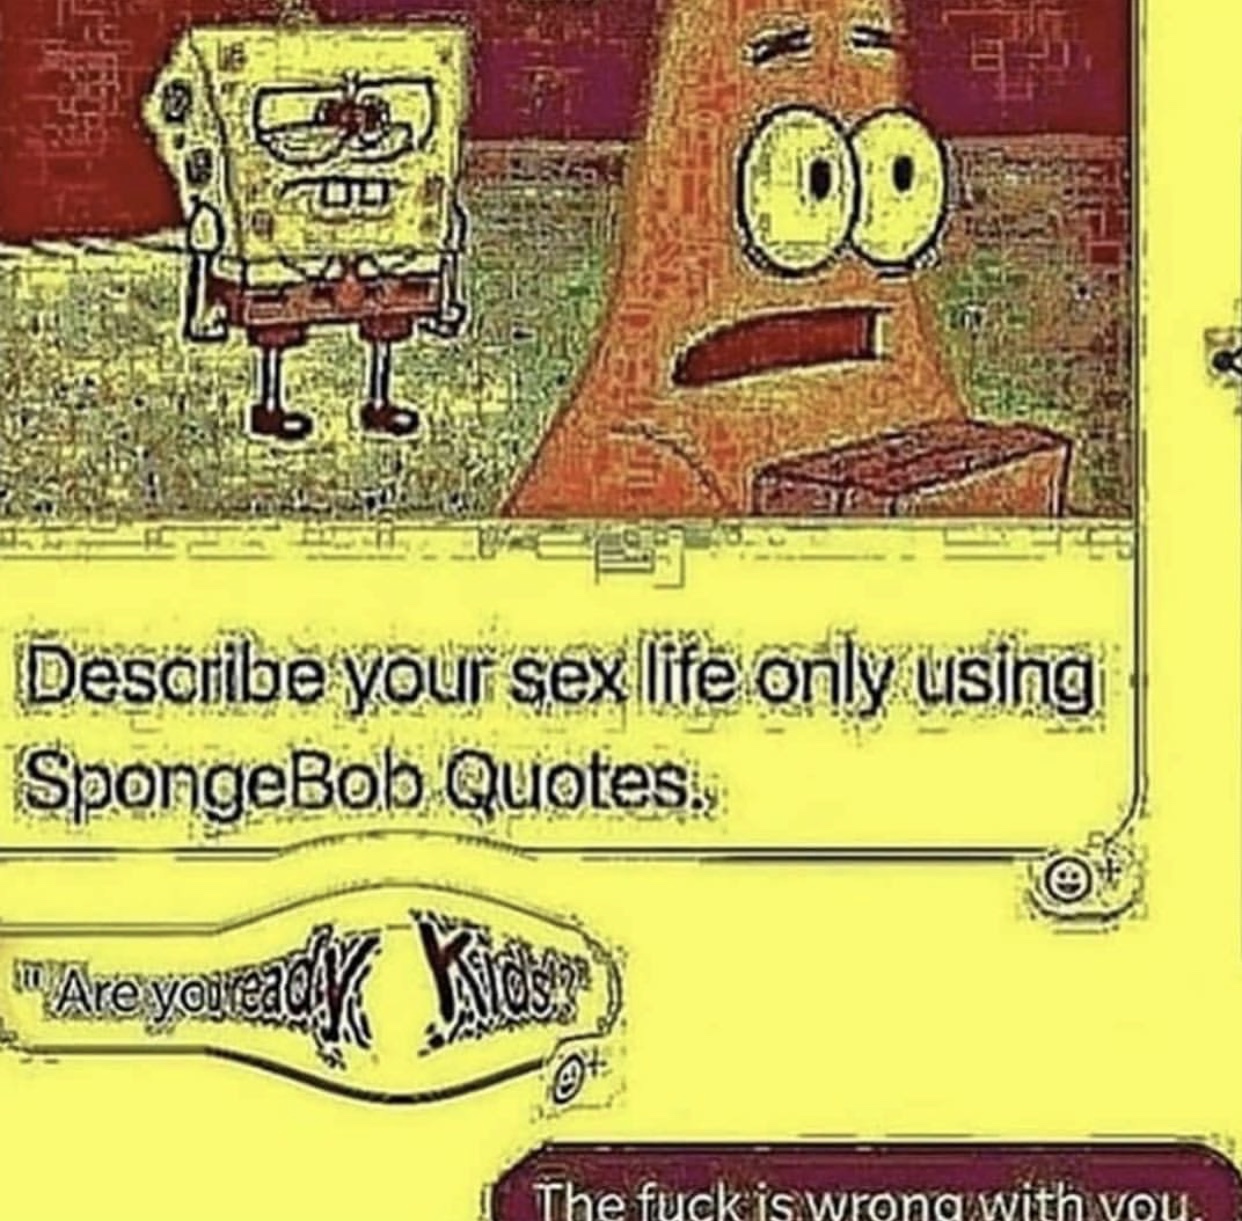 Describe your sex life only using
SpongeBob Quotes.
"Are you ready Kids!?"
The fuck is wrong with you.